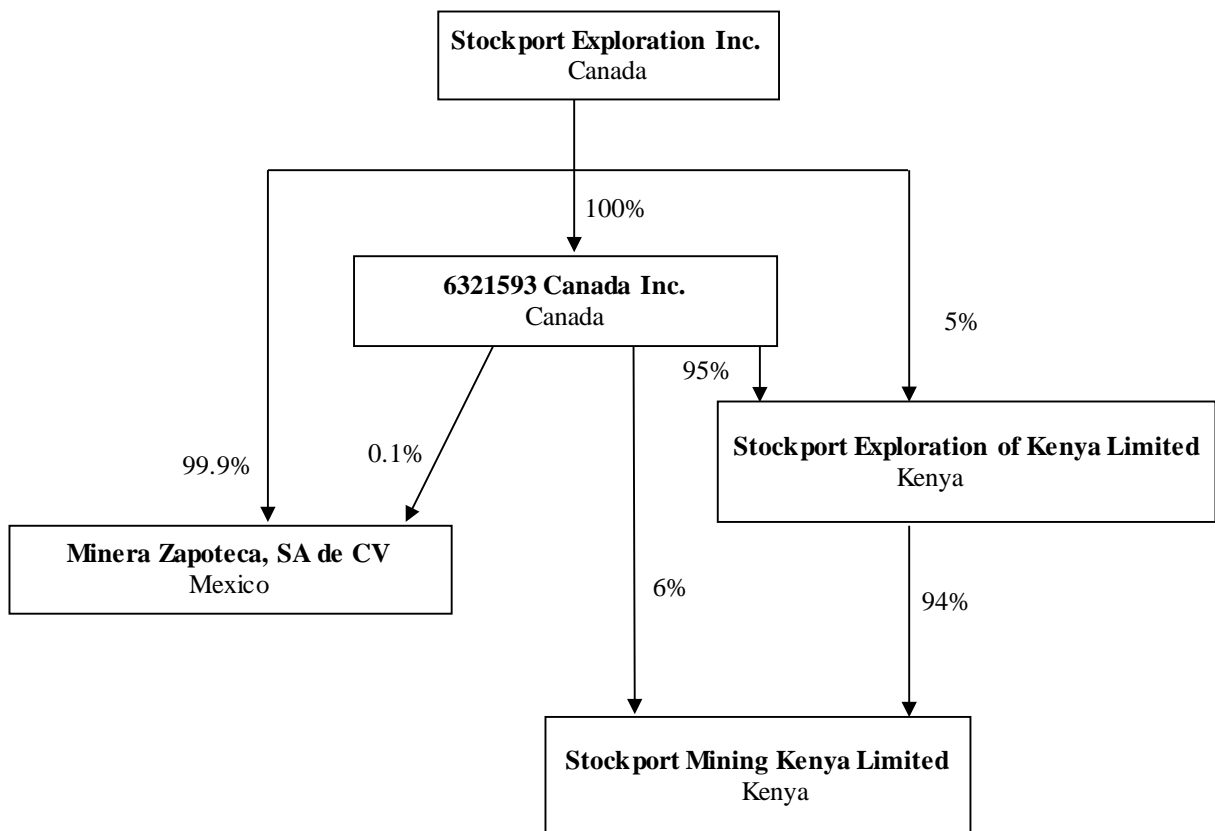 Stockport Exploration Inc.
Canada
100%
6321593 Canada Inc.
Canada
5%
95%
99.9%
0.1%
Stockport Exploration of Kenya Limited
Kenya
Minera Zapoteca, SA de CV
Mexico
6%
94%
Stockport Mining Kenya Limited
Kenya